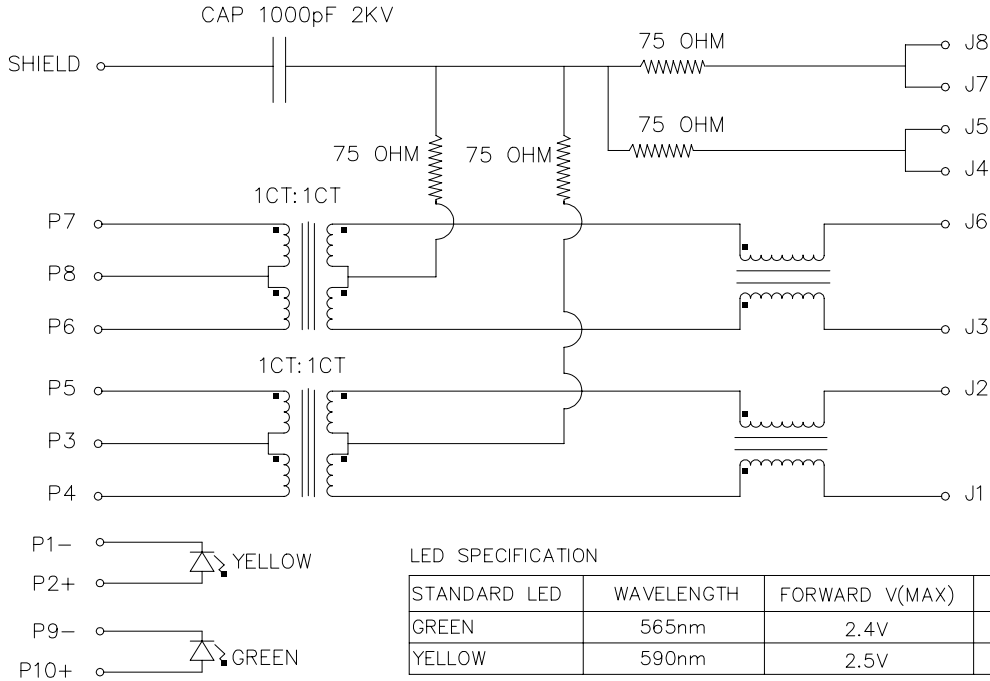 CAP 1000pF 2KV
SHIELD
75 OHM
J8
J7
75 OHM
J5
J4
75 OHM
75 OHM
1CT:1CT
P7
J6
P8
P6
J3
1CT:1CT
P5
J2
P3
P4
J1
P1-
P2+
YELLOW
P9-
P10+
GREEN
LED SPECIFICATION
STANDARD LED WAVELENGTH FORWARD V(MAX)
GREEN 565nm 2.4V
YELLOW 590nm 2.5V